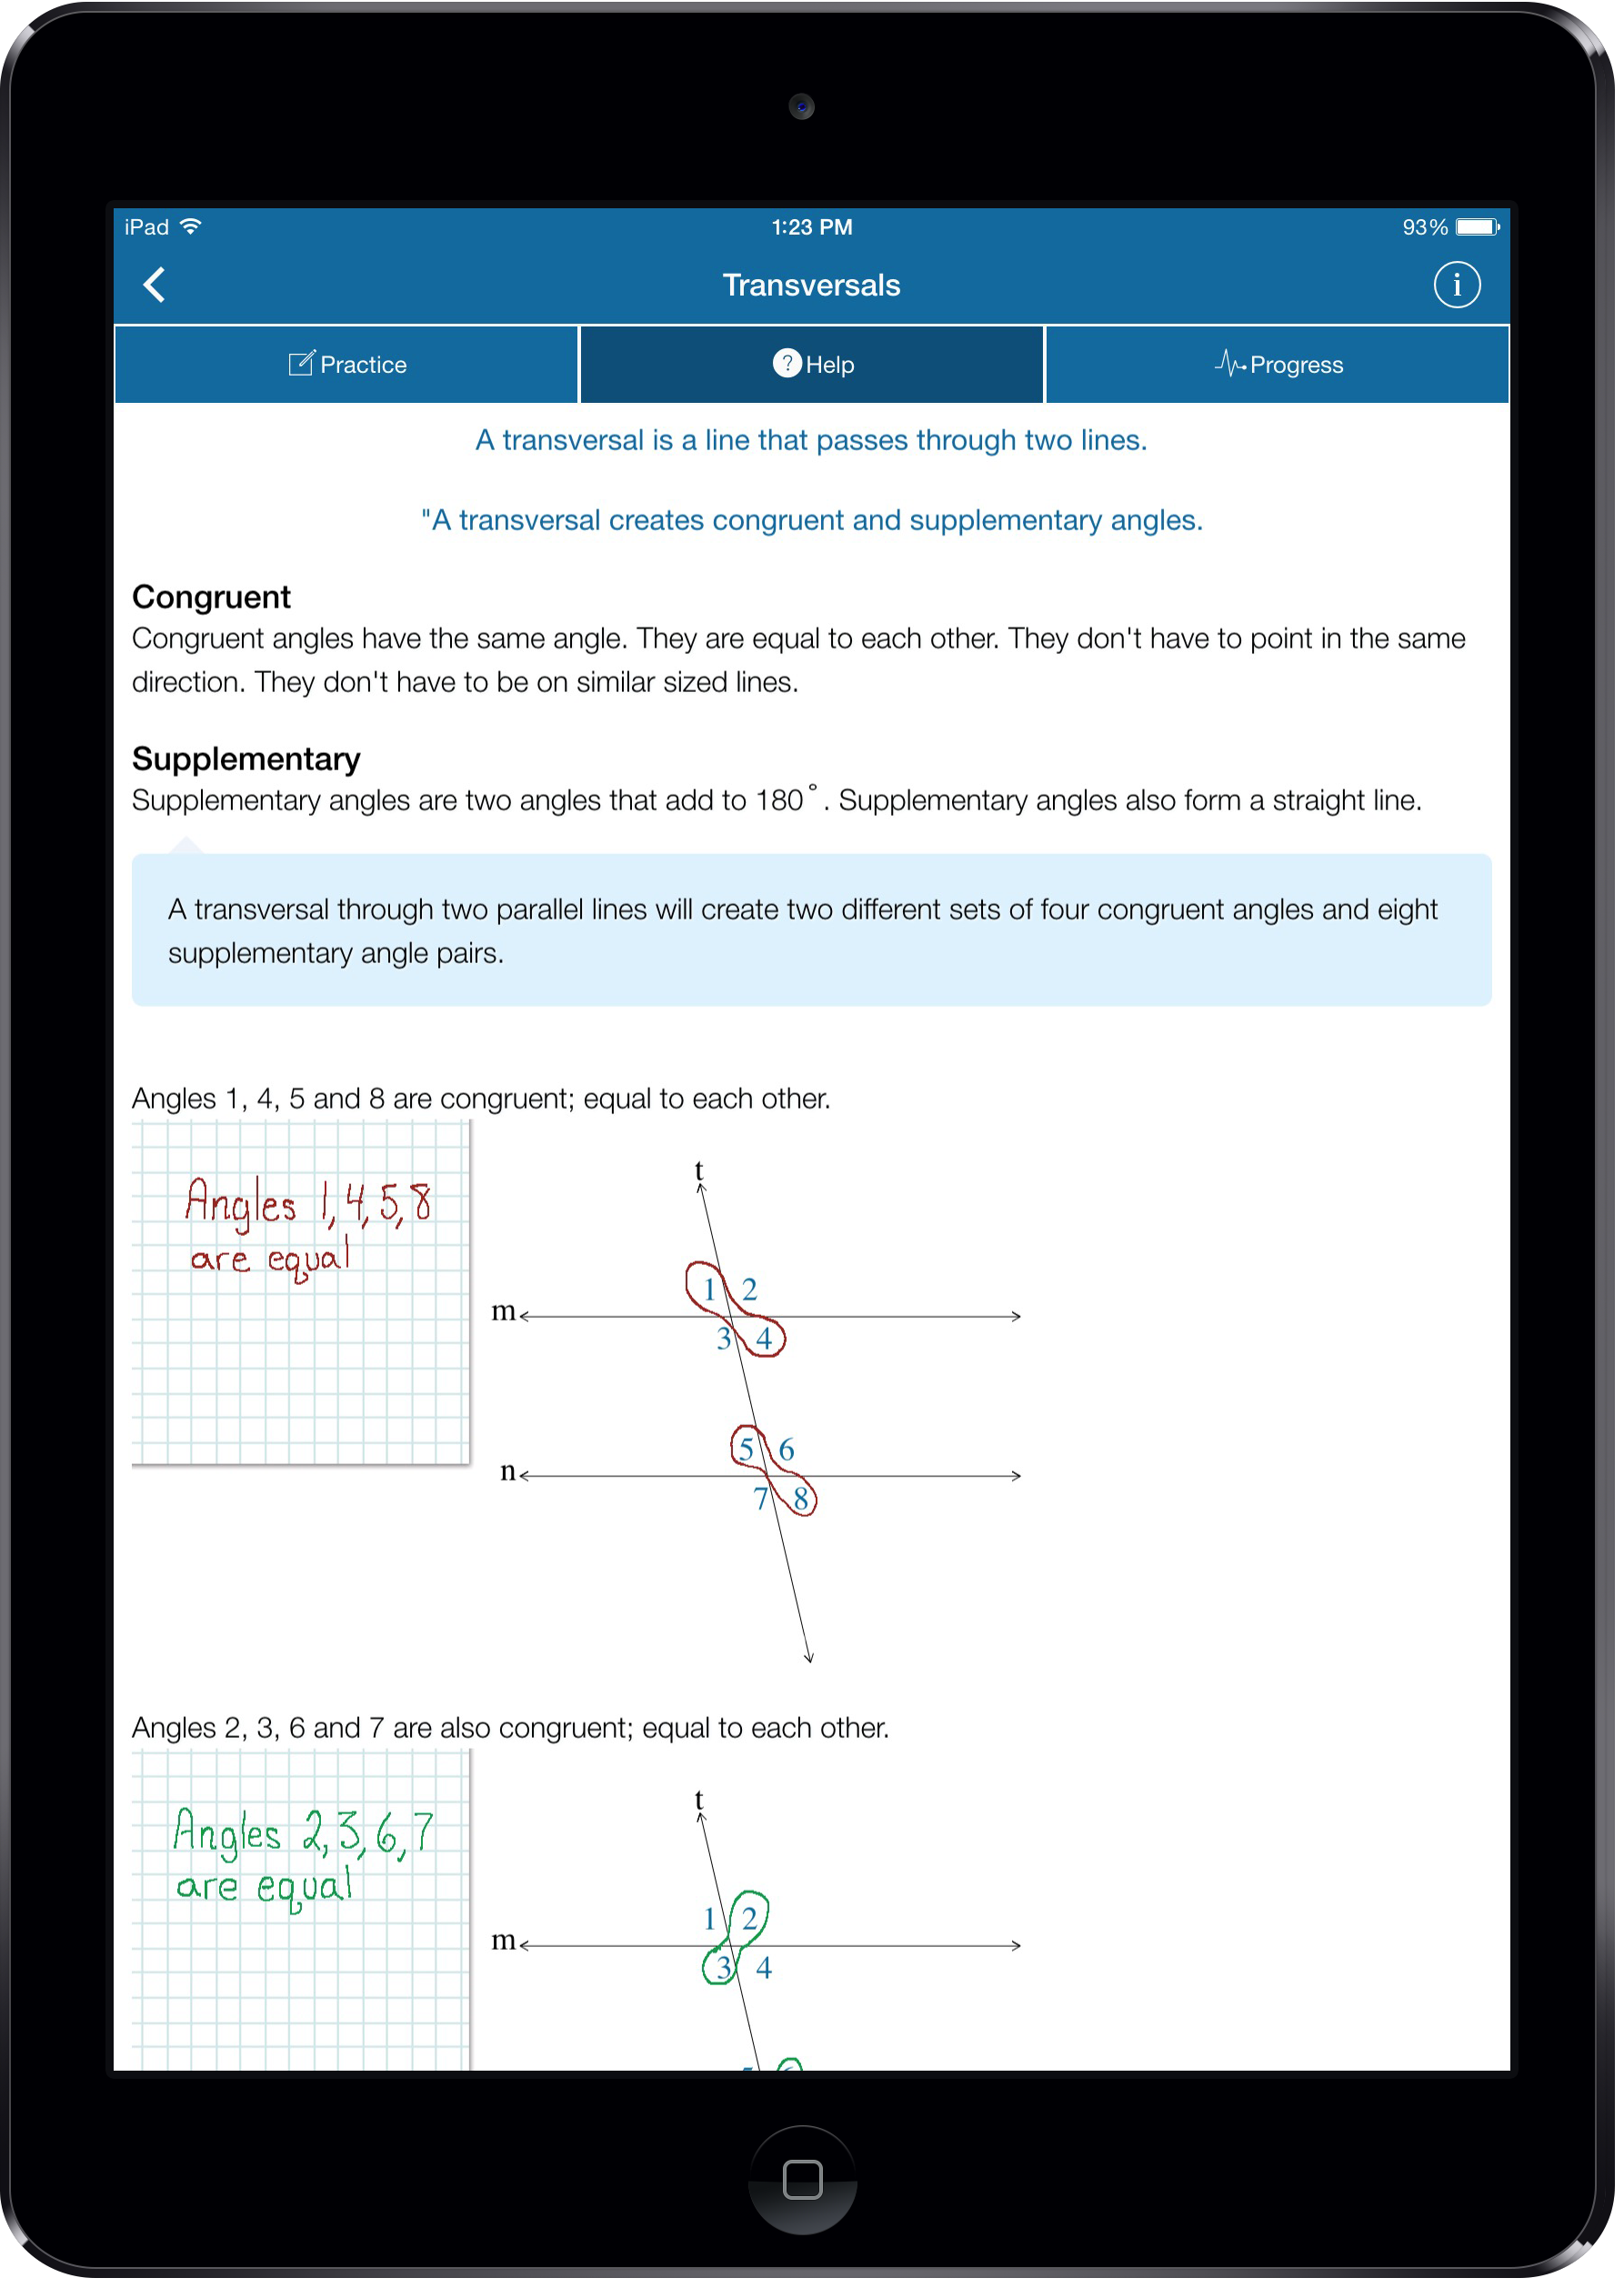 iPad 1:23 PM 93%
Transversals i
Practice ? Help Progress
A transversal is a line that passes through two lines.
"A transversal creates congruent and supplementary angles.
Congruent
Congruent angles have the same angle. They are equal to each other. They don't have to point in the same
direction. They don't have to be on similar sized lines.
Supplementary
Supplementary angles are two angles that add to 180°. Supplementary angles also form a straight line.
A transversal through two parallel lines will create two different sets of four congruent angles and eight
supplementary angle pairs.
Angles 1, 4, 5 and 8 are congruent; equal to each other.
Angles 1, 4, 5, 8
are equal
t
1 2
m
3 4
5 6
n
7 8
Angles 2, 3, 6 and 7 are also congruent; equal to each other.
Angles 2, 3, 6, 7
are equal
t
1 2
m
3 4